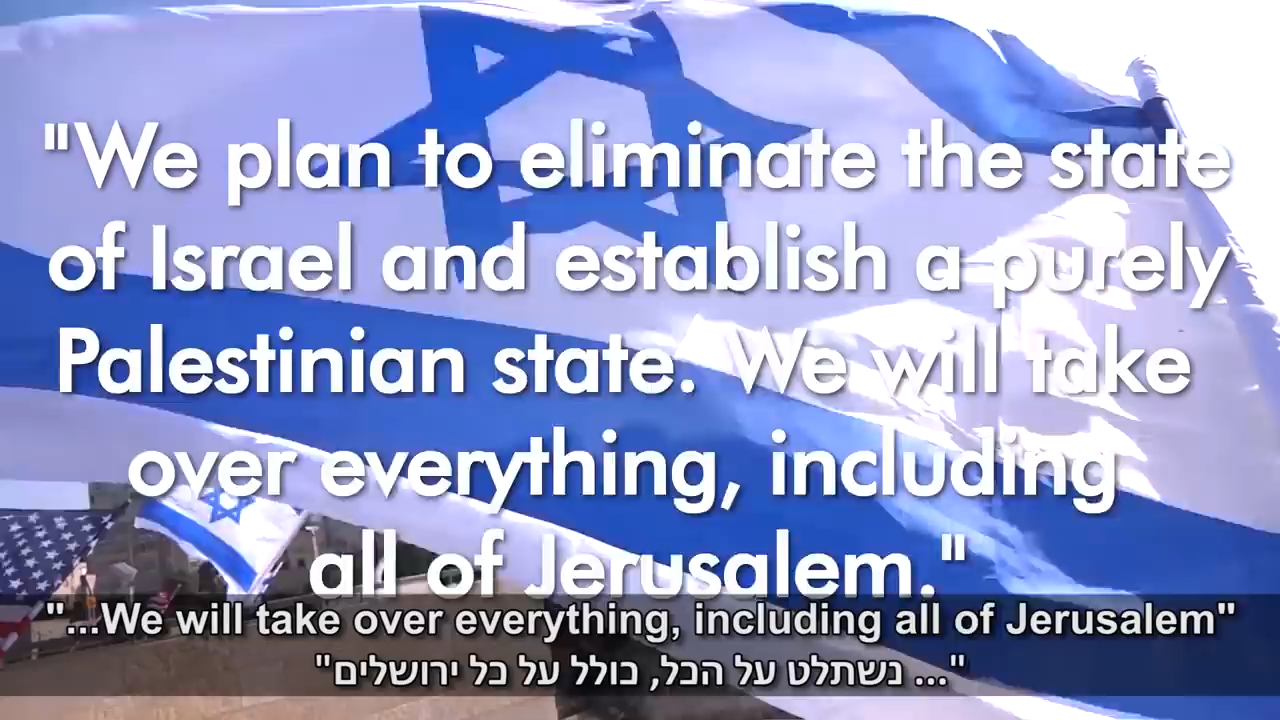 "We plan to eliminate the state
of Israel and establish a purely
Palestinian state. We will take
over everything, including
all of Jerusalem."
"...We will take over everything, including all of Jerusalem"
"... נשתלט על הכל, כולל על כל ירושלים"